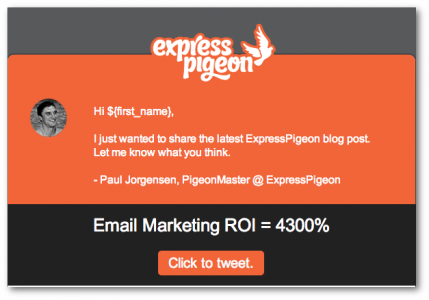 express
pigeon
Hi ${first_name},
I just wanted to share the latest ExpressPigeon blog post.
Let me know what you think.
- Paul Jorgensen, PigeonMaster @ ExpressPigeon
Email Marketing ROI = 4300%
Click to tweet.